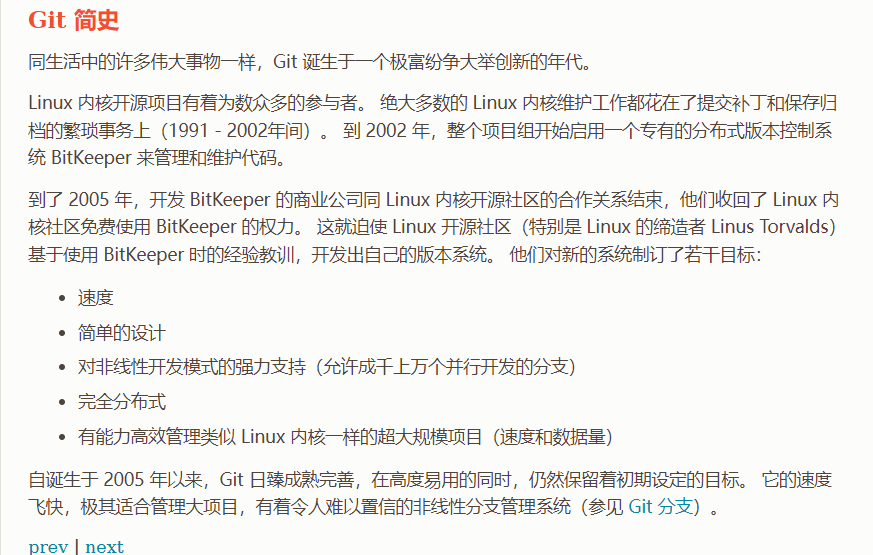 Git 简史
同生活中的许多伟大事物一样，Git 诞生于一个极富纷争大举创新的年代。
Linux 内核开源项目有着为数众多的参与者。 绝大多数的 Linux 内核维护工作都花在了提交补丁和保存归
档的繁琐事务上（1991－2002年间）。 到 2002 年，整个项目组开始启用一个专有的分布式版本控制系
统 BitKeeper 来管理和维护代码。
到了 2005 年，开发 BitKeeper 的商业公司同 Linux 内核开源社区的合作关系结束，他们收回了 Linux 内
核社区免费使用 BitKeeper 的权力。 这就迫使 Linux 开源社区（特别是 Linux 的缔造者 Linus Torvalds）
基于使用 BitKeeper 时的经验教训，开发出自己的版本系统。 他们对新的系统制订了若干目标：
• 速度
• 简单的设计
• 对非线性开发模式的强力支持（允许成千上万个并行开发的分支）
• 完全分布式
• 有能力高效管理类似 Linux 内核一样的超大规模项目（速度和数据量）
自诞生于 2005 年以来，Git 日臻成熟完善，在高度易用的同时，仍然保留着初期设定的目标。 它的速度
飞快，极其适合管理大项目，有着令人难以置信的非线性分支管理系统（参见 Git 分支）。
prev | next